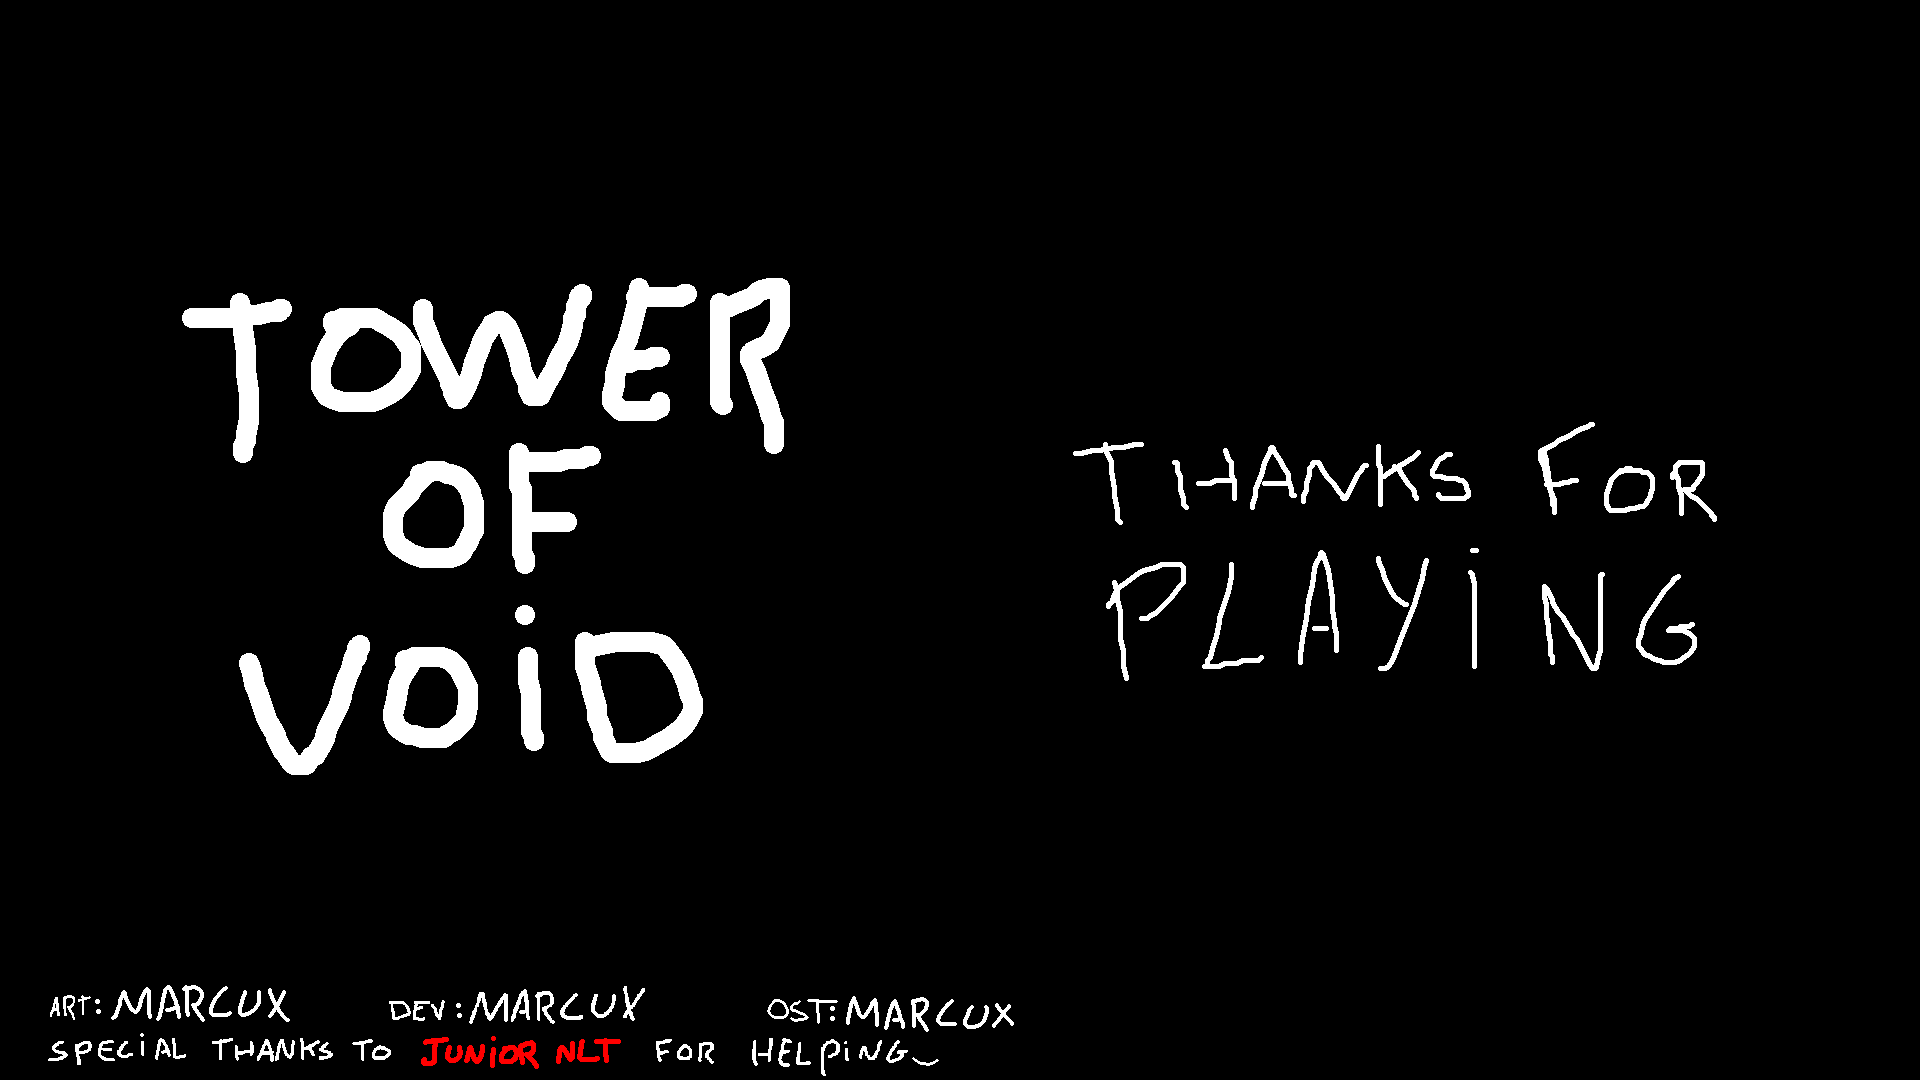 TOWER
OF
VOiD
THANKS FOR
PLAYiNG
ART: MARCUX DEV: MARCUX OST: MARCUX
SPECiAL THANKS TO JUNiOR NLT FOR HELPiNG